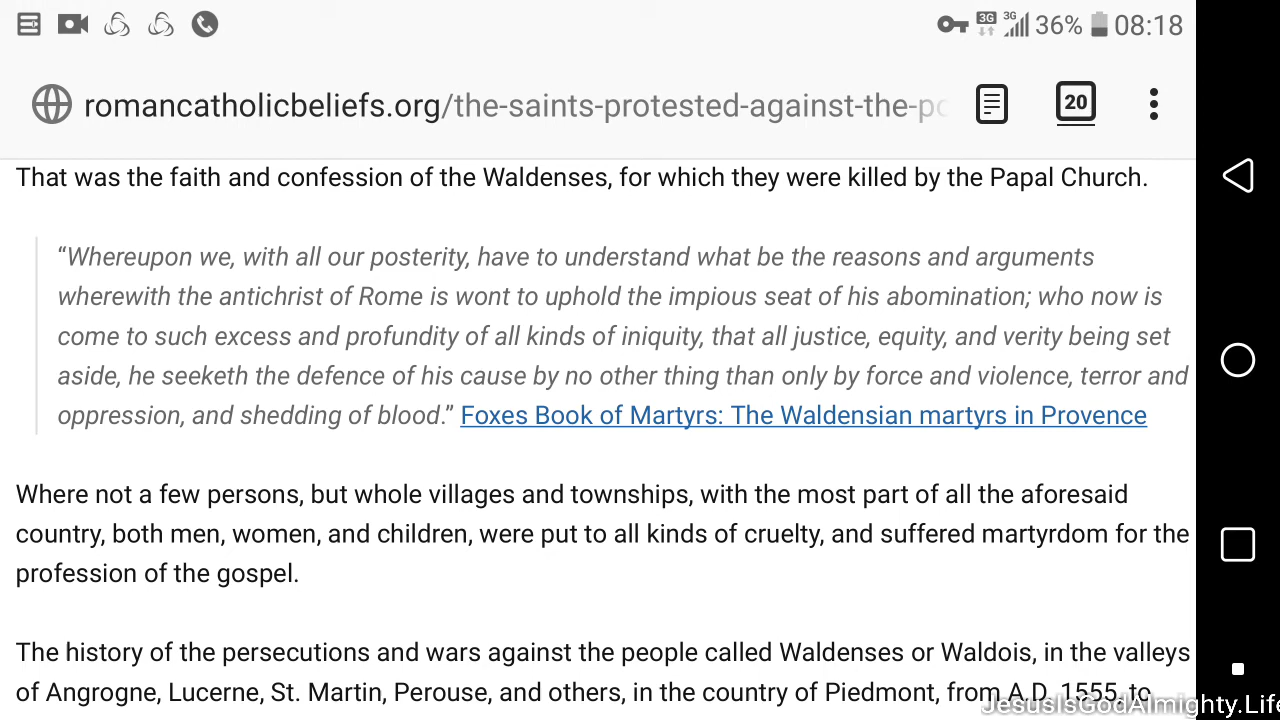 3G 3G 36% 08:18
romancatholicbeliefs.org/the-saints-protested-against-the-po
20
That was the faith and confession of the Waldenses, for which they were killed by the Papal Church.
“Whereupon we, with all our posterity, have to understand what be the reasons and arguments
wherewith the antichrist of Rome is wont to uphold the impious seat of his abomination; who now is
come to such excess and profundity of all kinds of iniquity, that all justice, equity, and verity being set
aside, he seeketh the defence of his cause by no other thing than only by force and violence, terror and
oppression, and shedding of blood.” Foxes Book of Martyrs: The Waldensian martyrs in Provence
Where not a few persons, but whole villages and townships, with the most part of all the aforesaid
country, both men, women, and children, were put to all kinds of cruelty, and suffered martyrdom for the
profession of the gospel.
The history of the persecutions and wars against the people called Waldenses or Waldois, in the valleys
of Angrogne, Lucerne, St. Martin, Perouse, and others, in the country of Piedmont, from A.D. 1555, to
JesusIsGodAlmighty.Life